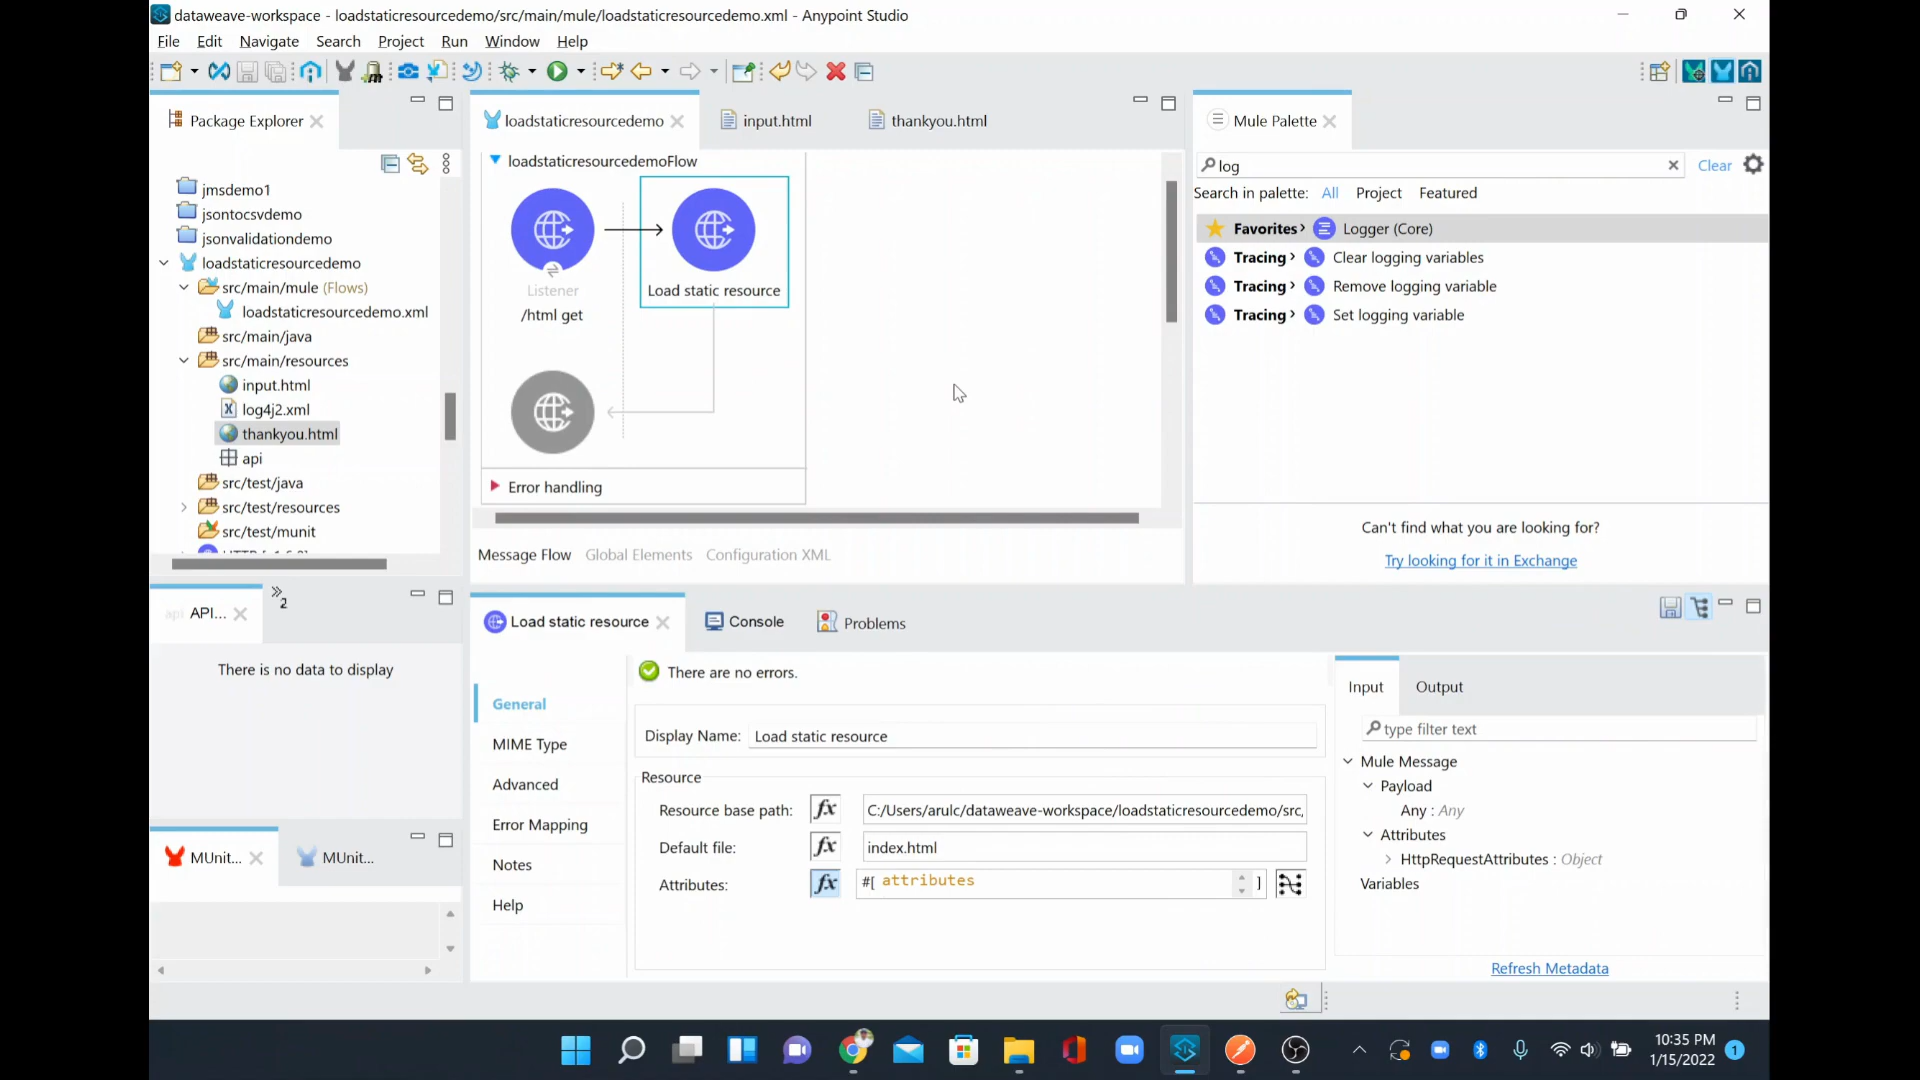 dataweave-workspace - loadstaticresourcedemo/src/main/mule/loadstaticresourcedemo.xml - Anypoint Studio
File Edit Navigate Search Project Run Window Help
Package Explorer
jmsdemo1
jsontocsvdemo
jsonvalidationdemo
loadstaticresourcedemo
src/main/mule (Flows)
loadstaticresourcedemo.xml
src/main/java
src/main/resources
input.html
log4j2.xml
thankyou.html
api
src/test/java
src/test/resources
src/test/munit
loadstaticresourcedemo input.html thankyou.html
loadstaticresourcedemoFlow
Listener
/html get
Load static resource
Error handling
Message Flow Global Elements Configuration XML
Mule Palette
log
Clear
Search in palette: All Project Featured
Favorites Logger (Core)
Tracing Clear logging variables
Tracing Remove logging variable
Tracing Set logging variable
Can't find what you are looking for?
Try looking for it in Exchange
api API... 2
There is no data to display
MUnit... MUnit...
Load static resource Console Problems
There are no errors.
General
MIME Type
Advanced
Error Mapping
Notes
Help
Display Name: Load static resource
Resource
Resource base path: fx C:/Users/arulc/dataweave-workspace/loadstaticresourcedemo/src,
Default file: fx index.html
Attributes: fx #[ attributes ]
Input Output
type filter text
Mule Message
Payload
Any : Any
Attributes
HttpRequestAttributes : Object
Variables
Refresh Metadata
10:35 PM
1/15/2022
1